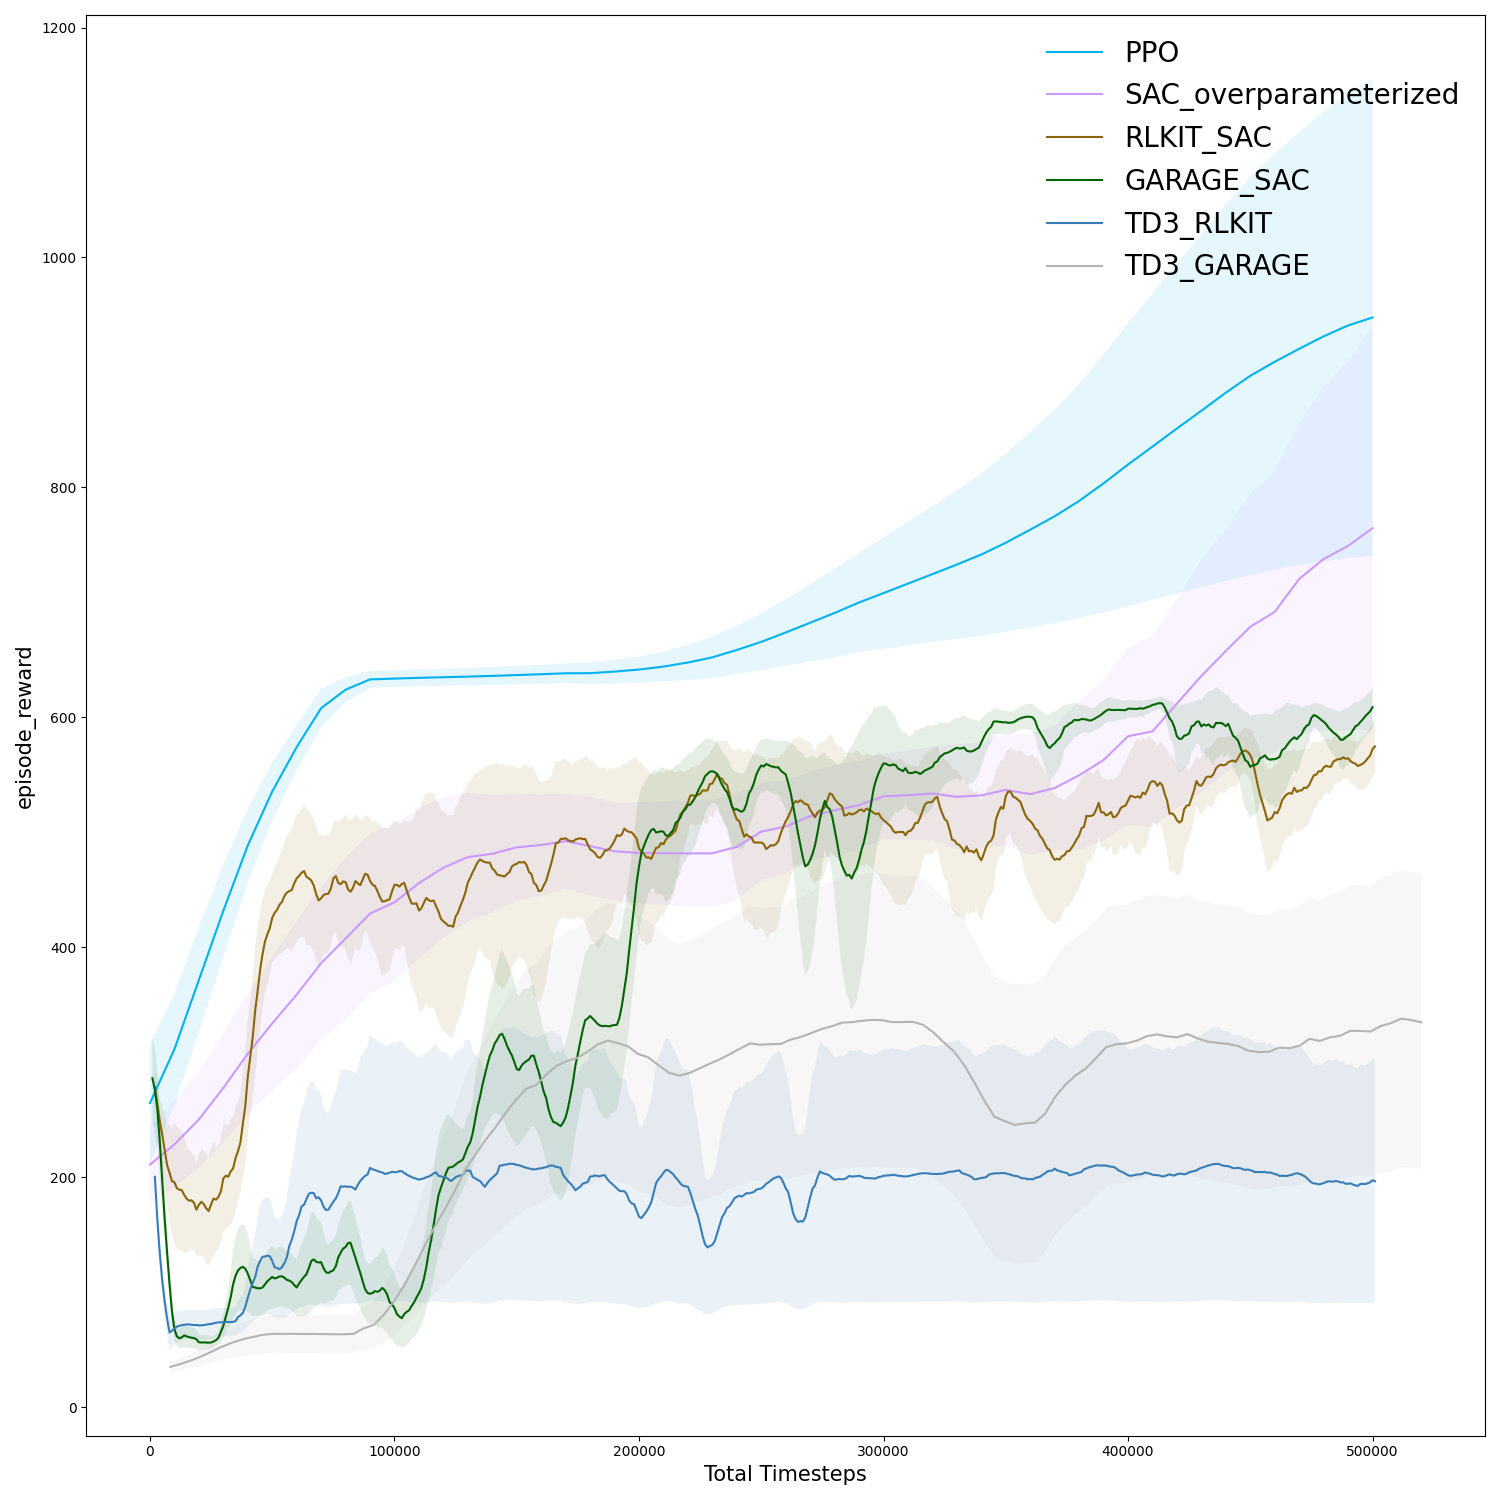 1200
1000
800
600
400
200
0
episode_reward
PPO
SAC_overparameterized
RLKIT_SAC
GARAGE_SAC
TD3_RLKIT
TD3_GARAGE
0
100000
200000
300000
400000
500000
Total Timesteps